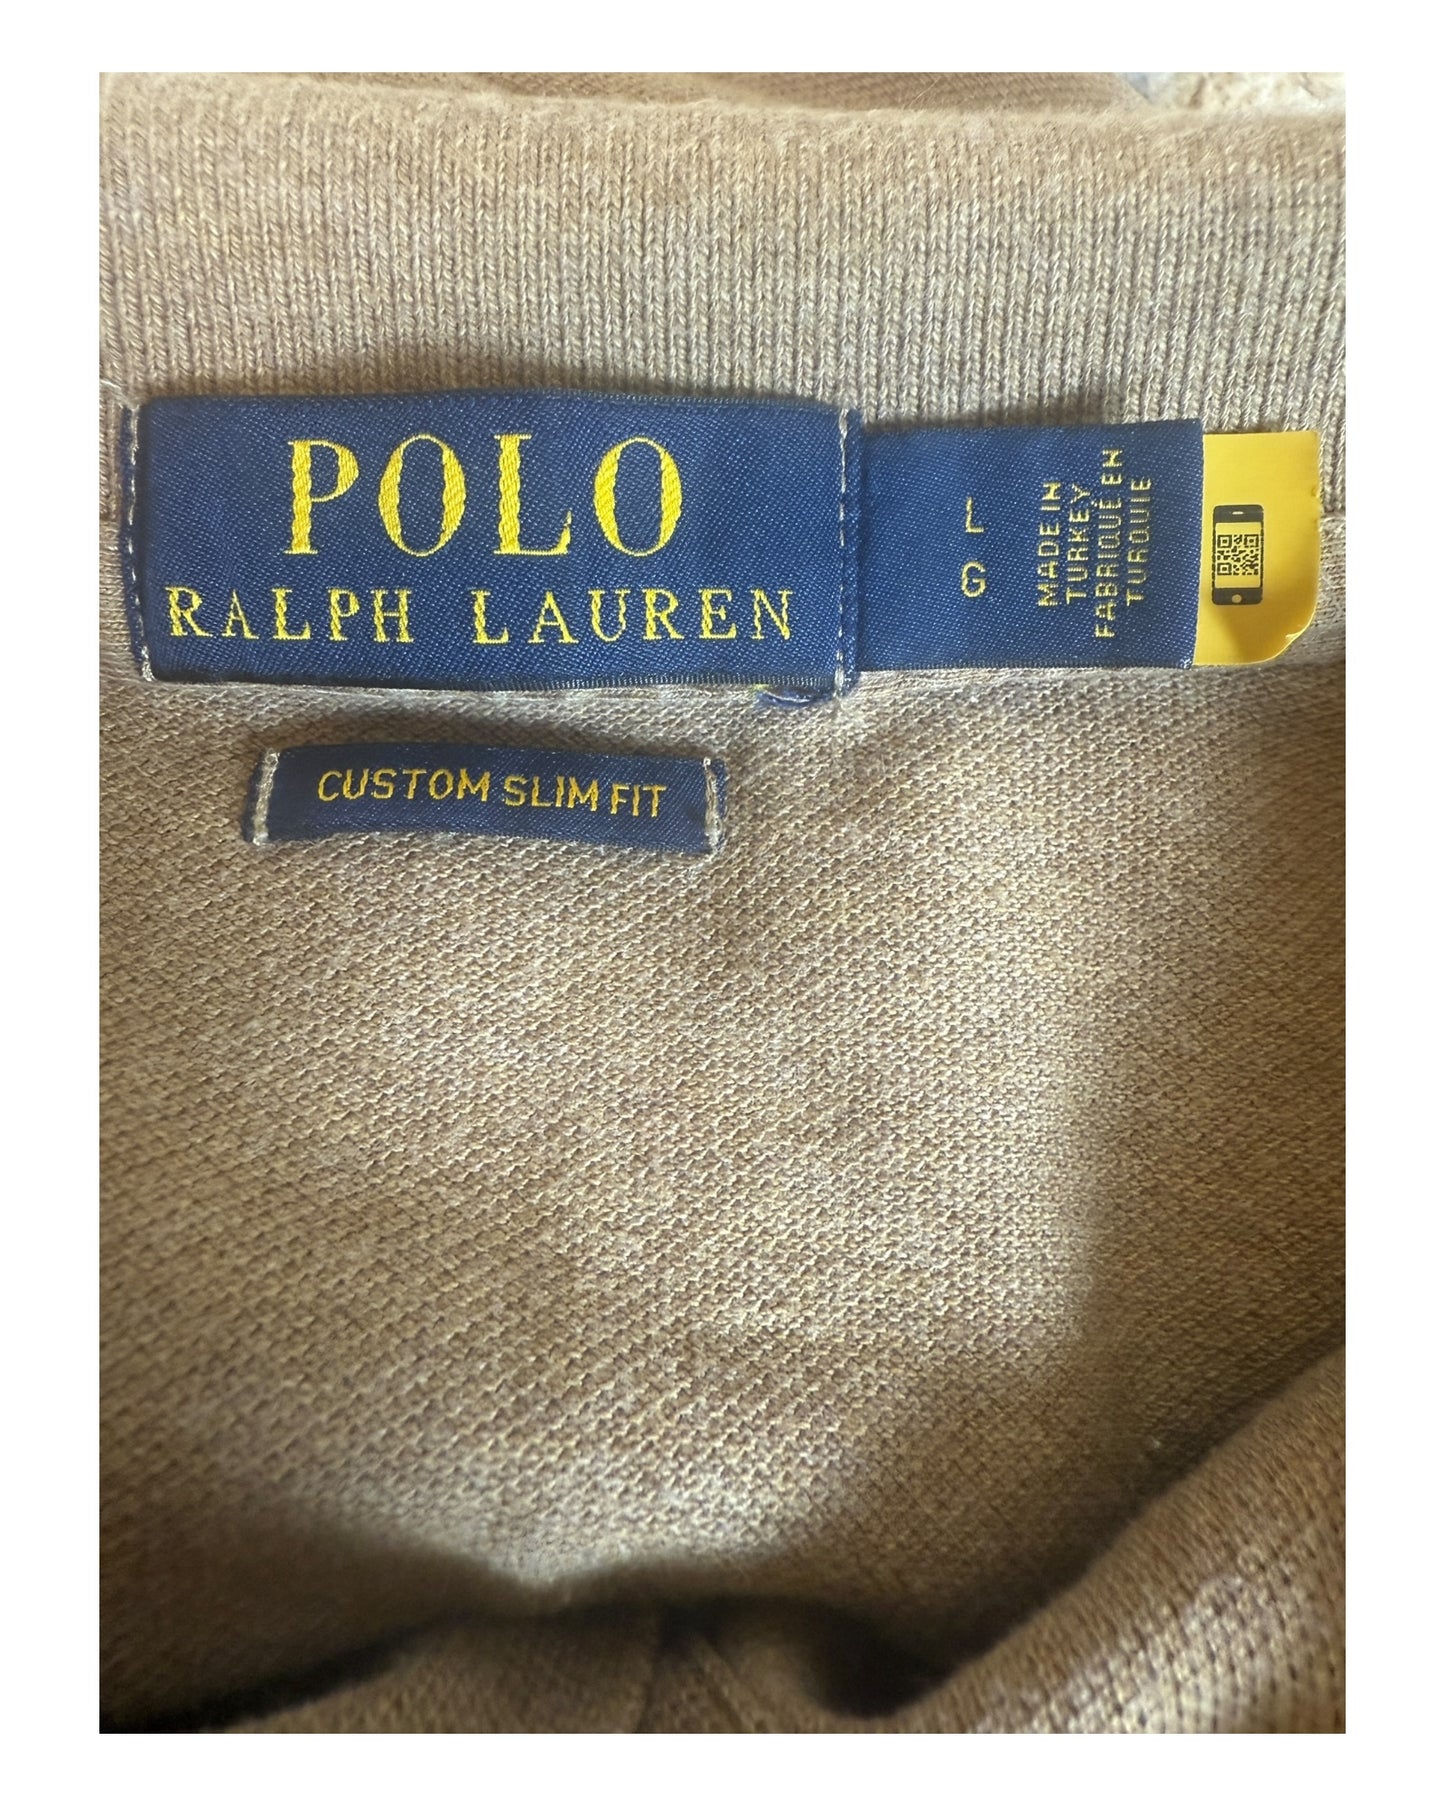 POLO
RALPH LAUREN
L
G
MADE IN
TURKEY
FABRIQUÉ EN
TURQUIE
CUSTOM SLIM FIT